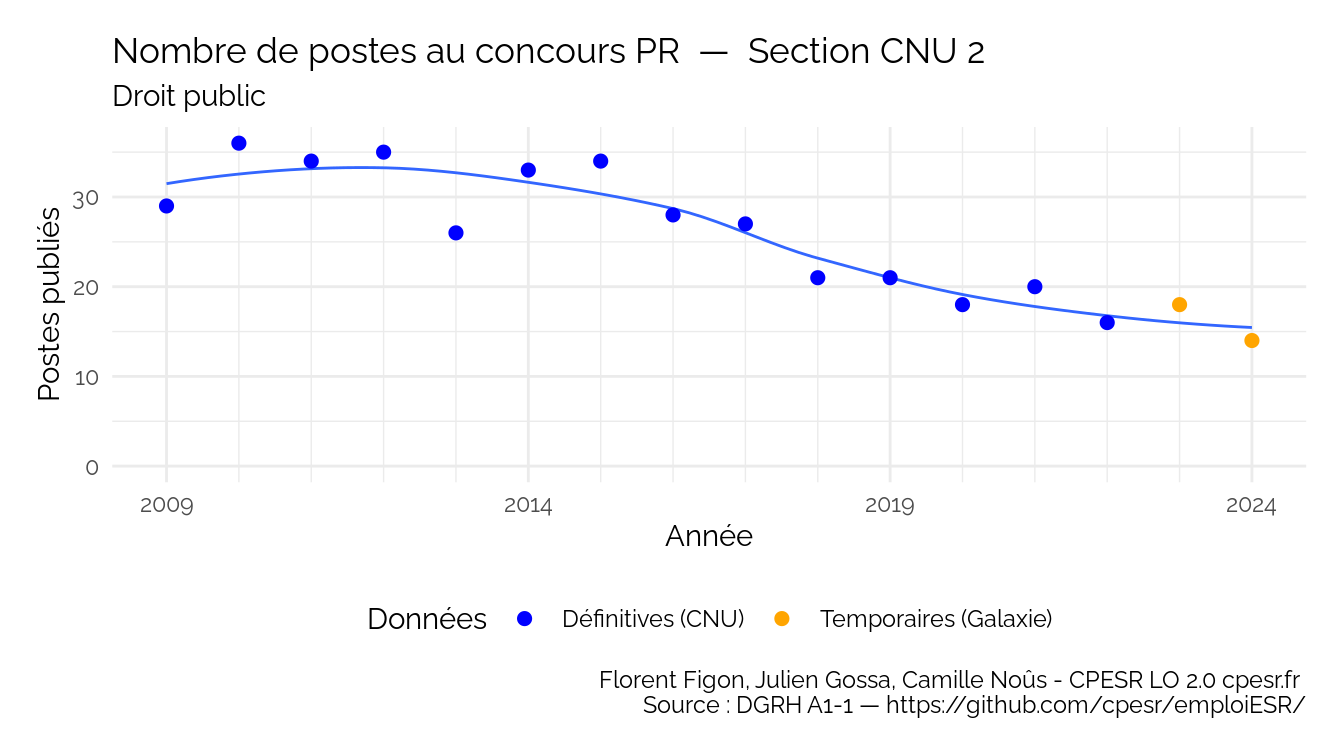 Nombre de postes au concours PR — Section CNU 2
Droit public
Postes publiés
30
20
10
0
2009 2014 2019 2024
Année
Données Définitives (CNU) Temporaires (Galaxie)
Florent Figon, Julien Gossa, Camille Noûs - CPESR LO 2.0 cpesr.fr
Source : DGRH A1-1 — https://github.com/cpesr/emploiESR/